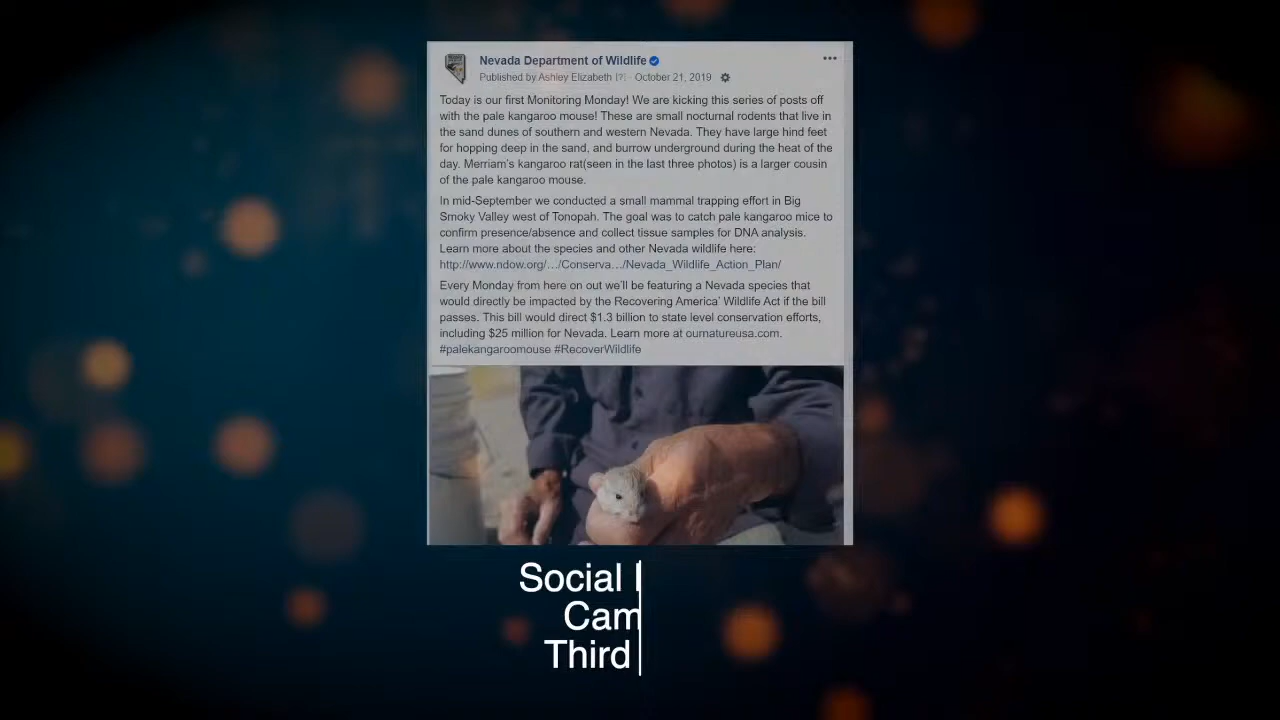 Nevada Department of Wildlife
Published by Ashley Elizabeth [?] · October 21, 2019
Today is our first Monitoring Monday! We are kicking this series of posts off
with the pale kangaroo mouse! These are small nocturnal rodents that live in
the sand dunes of southern and western Nevada. They have large hind feet
for hopping deep in the sand, and burrow underground during the heat of the
day. Merriam's kangaroo rat(seen in the last three photos) is a larger cousin
of the pale kangaroo mouse.
In mid-September we conducted a small mammal trapping effort in Big
Smoky Valley west of Tonopah. The goal was to catch pale kangaroo mice to
confirm presence/absence and collect tissue samples for DNA analysis.
Learn more about the species and other Nevada wildlife here:
http://www.ndow.org/…/Conserva…/Nevada_Wildlife_Action_Plan/
Every Monday from here on out we'll be featuring a Nevada species that
would directly be impacted by the Recovering America' Wildlife Act if the bill
passes. This bill would direct $1.3 billion to state level conservation efforts,
including $25 million for Nevada. Learn more at ournatureusa.com.
#palekangaroomouse #RecoverWildlife
Social
Cam
Third